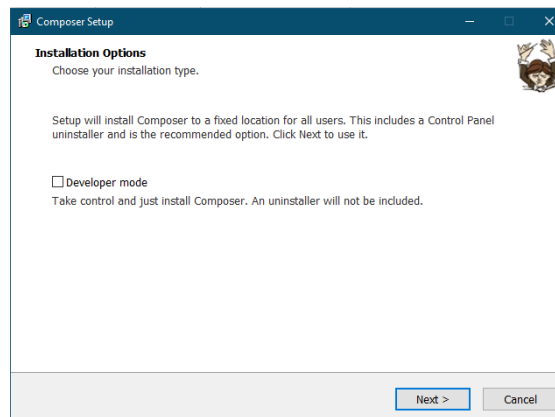 Composer Setup
Installation Options
Choose your installation type.
Setup will install Composer to a fixed location for all users. This includes a Control Panel
uninstaller and is the recommended option. Click Next to use it.
Developer mode
Take control and just install Composer. An uninstaller will not be included.
Next >
Cancel